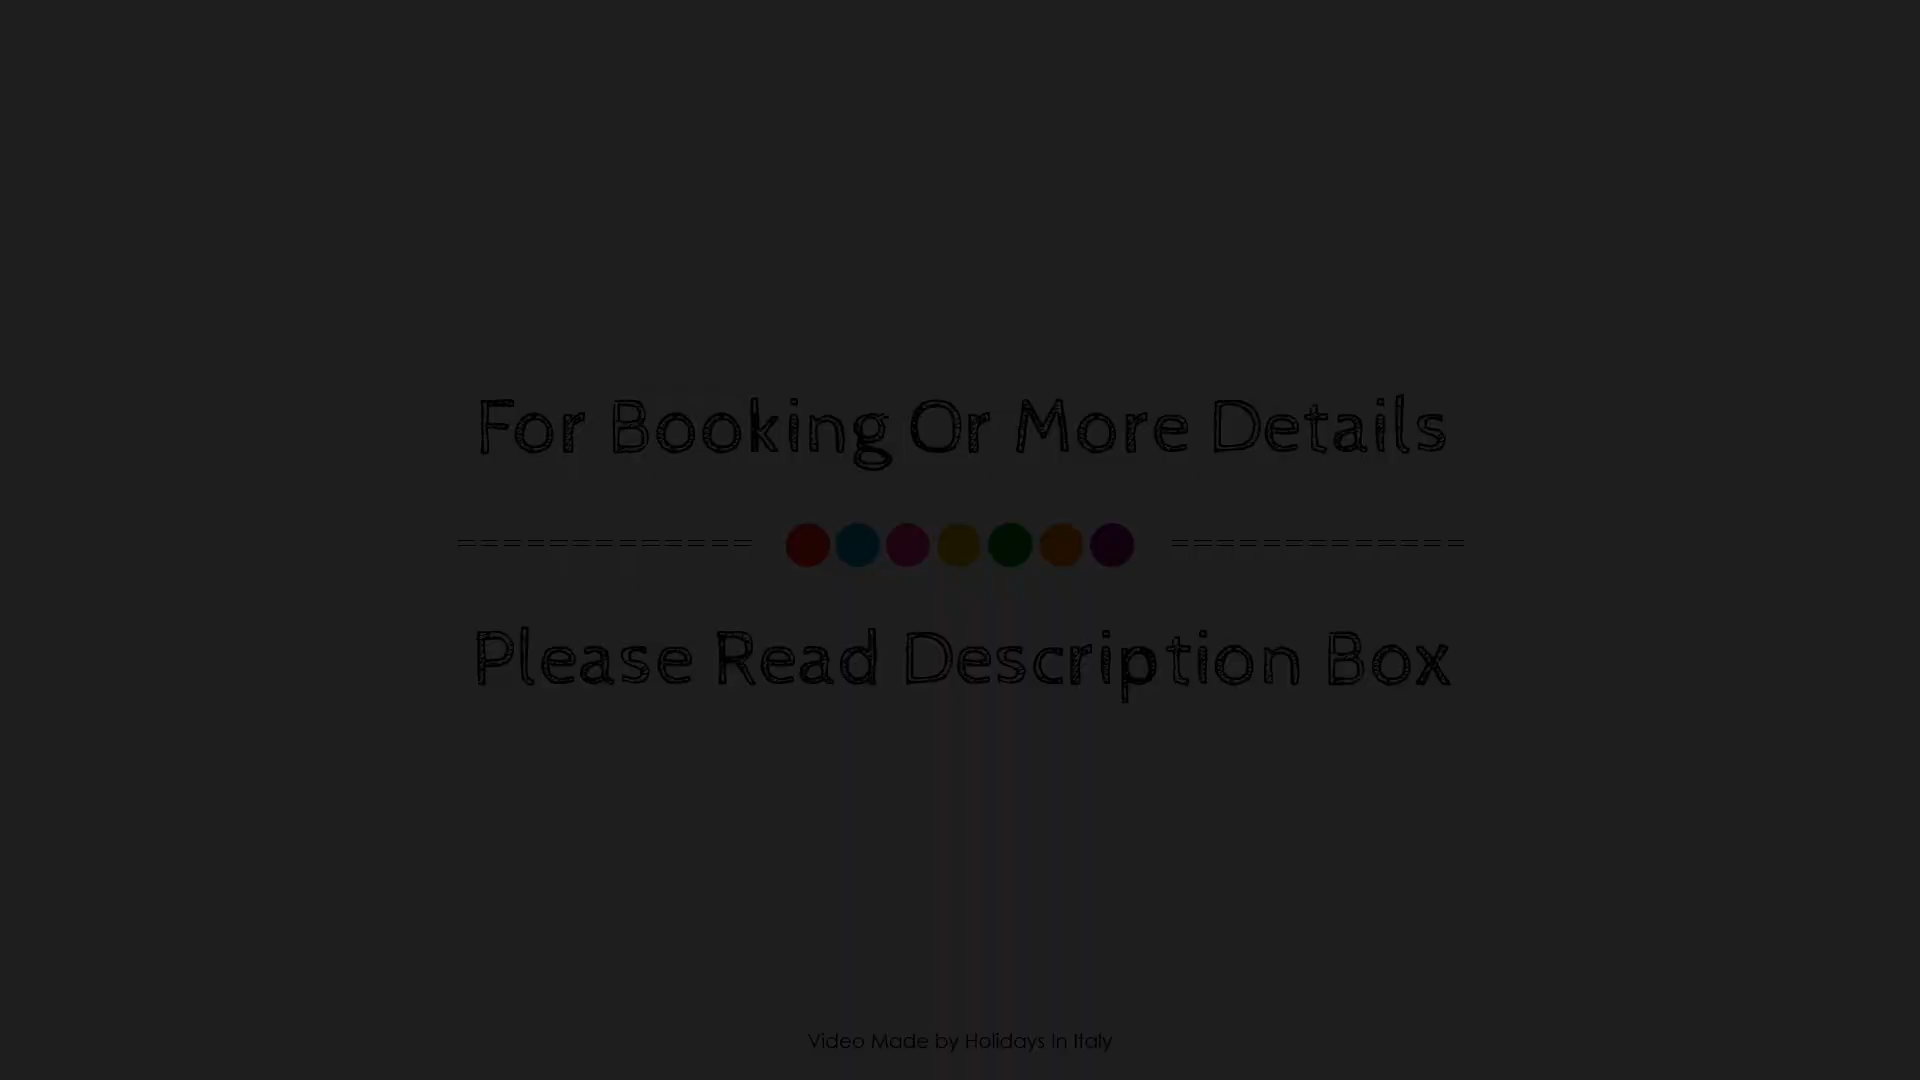 For Booking Or More Details
============= =============
Please Read Description Box
Video Made by Holidays In Italy